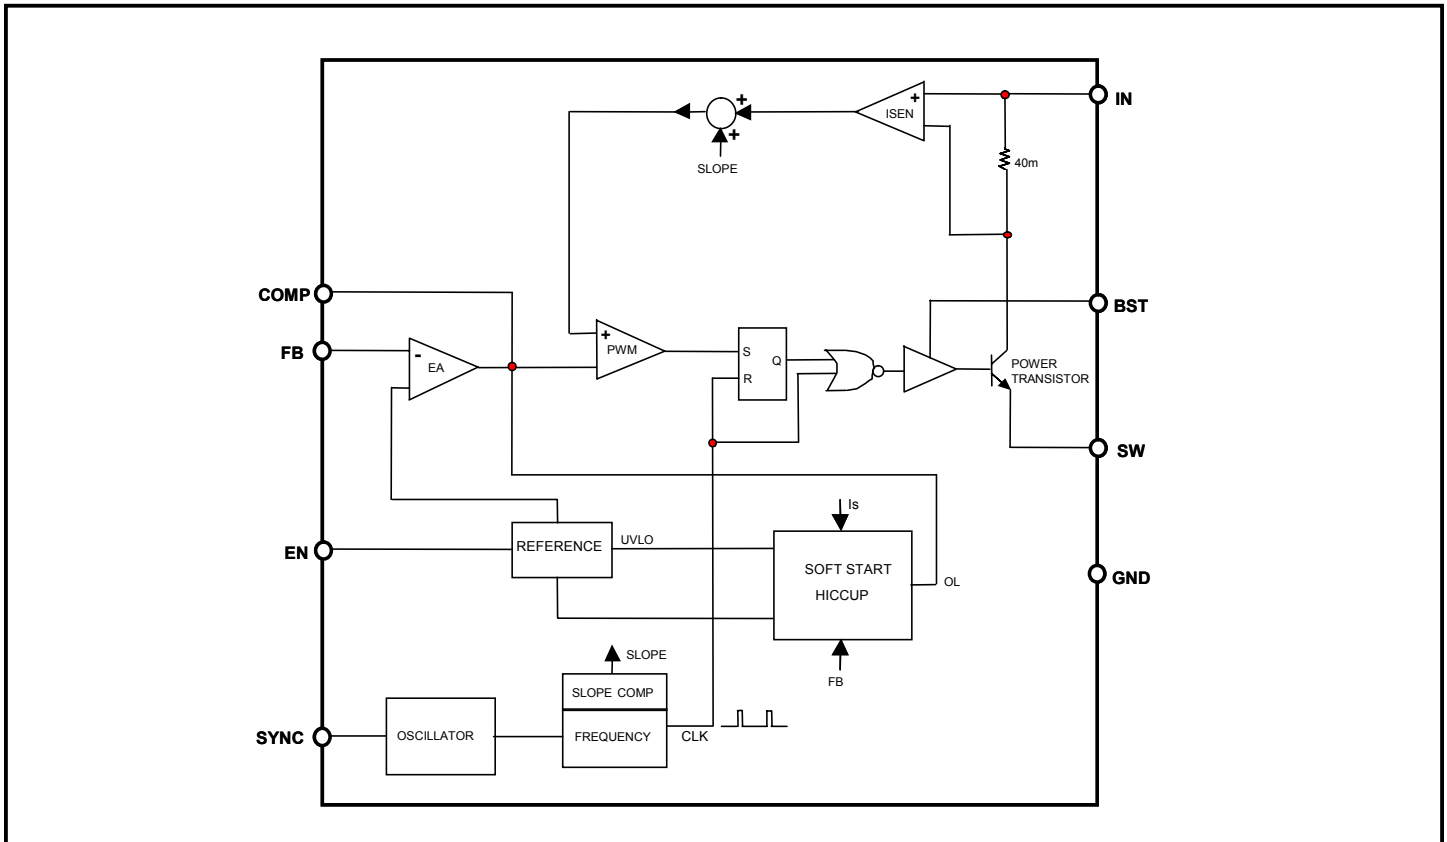 IN
+
ISEN
+
+
SLOPE
40m
COMP
BST
FB
-
EA
+
PWM
S
Q
R
POWER
TRANSISTOR
SW
Is
EN
REFERENCE
UVLO
SOFT START
HICCUP
OL
GND
SLOPE
FB
SLOPE COMP
SYNC
OSCILLATOR
FREQUENCY
CLK